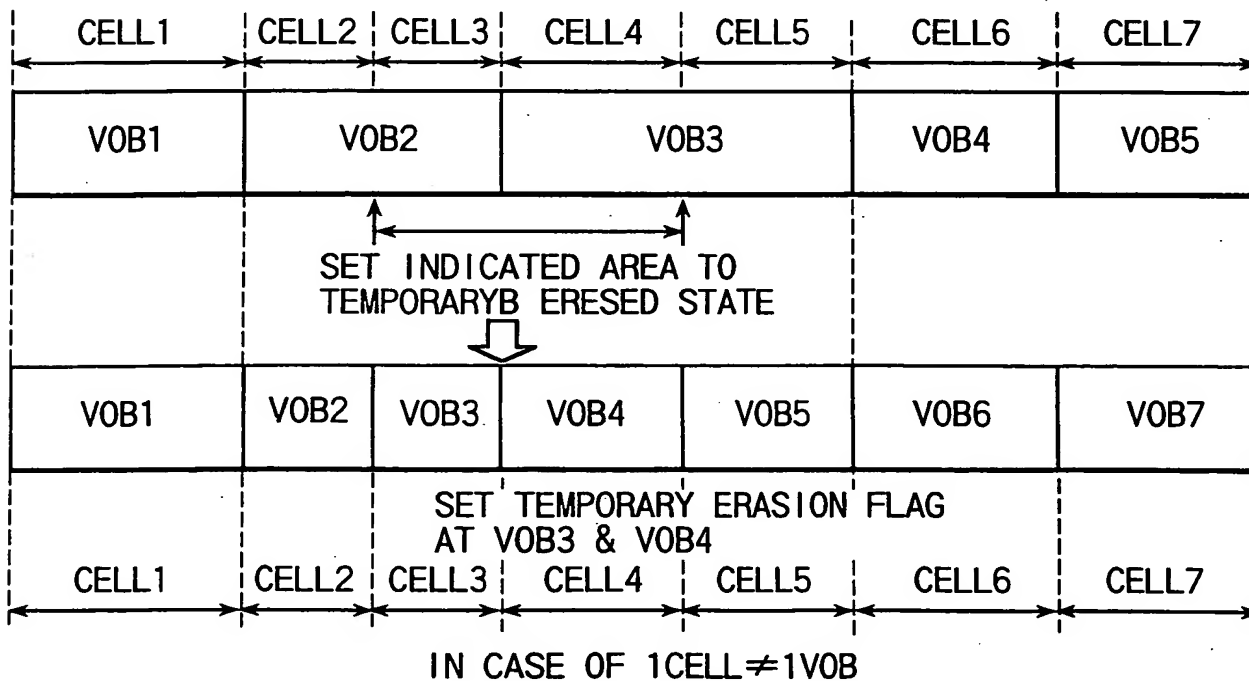 CELL1 CELL2 CELL3 CELL4 CELL5 CELL6 CELL7
VOB1 VOB2 VOB3 VOB4 VOB5
SET INDICATED AREA TO
TEMPORARYB ERESED STATE
VOB1 VOB2 VOB3 VOB4 VOB5 VOB6 VOB7
SET TEMPORARY ERASION FLAG
AT VOB3 & VOB4
CELL1 CELL2 CELL3 CELL4 CELL5 CELL6 CELL7
IN CASE OF 1CELL≠1VOB